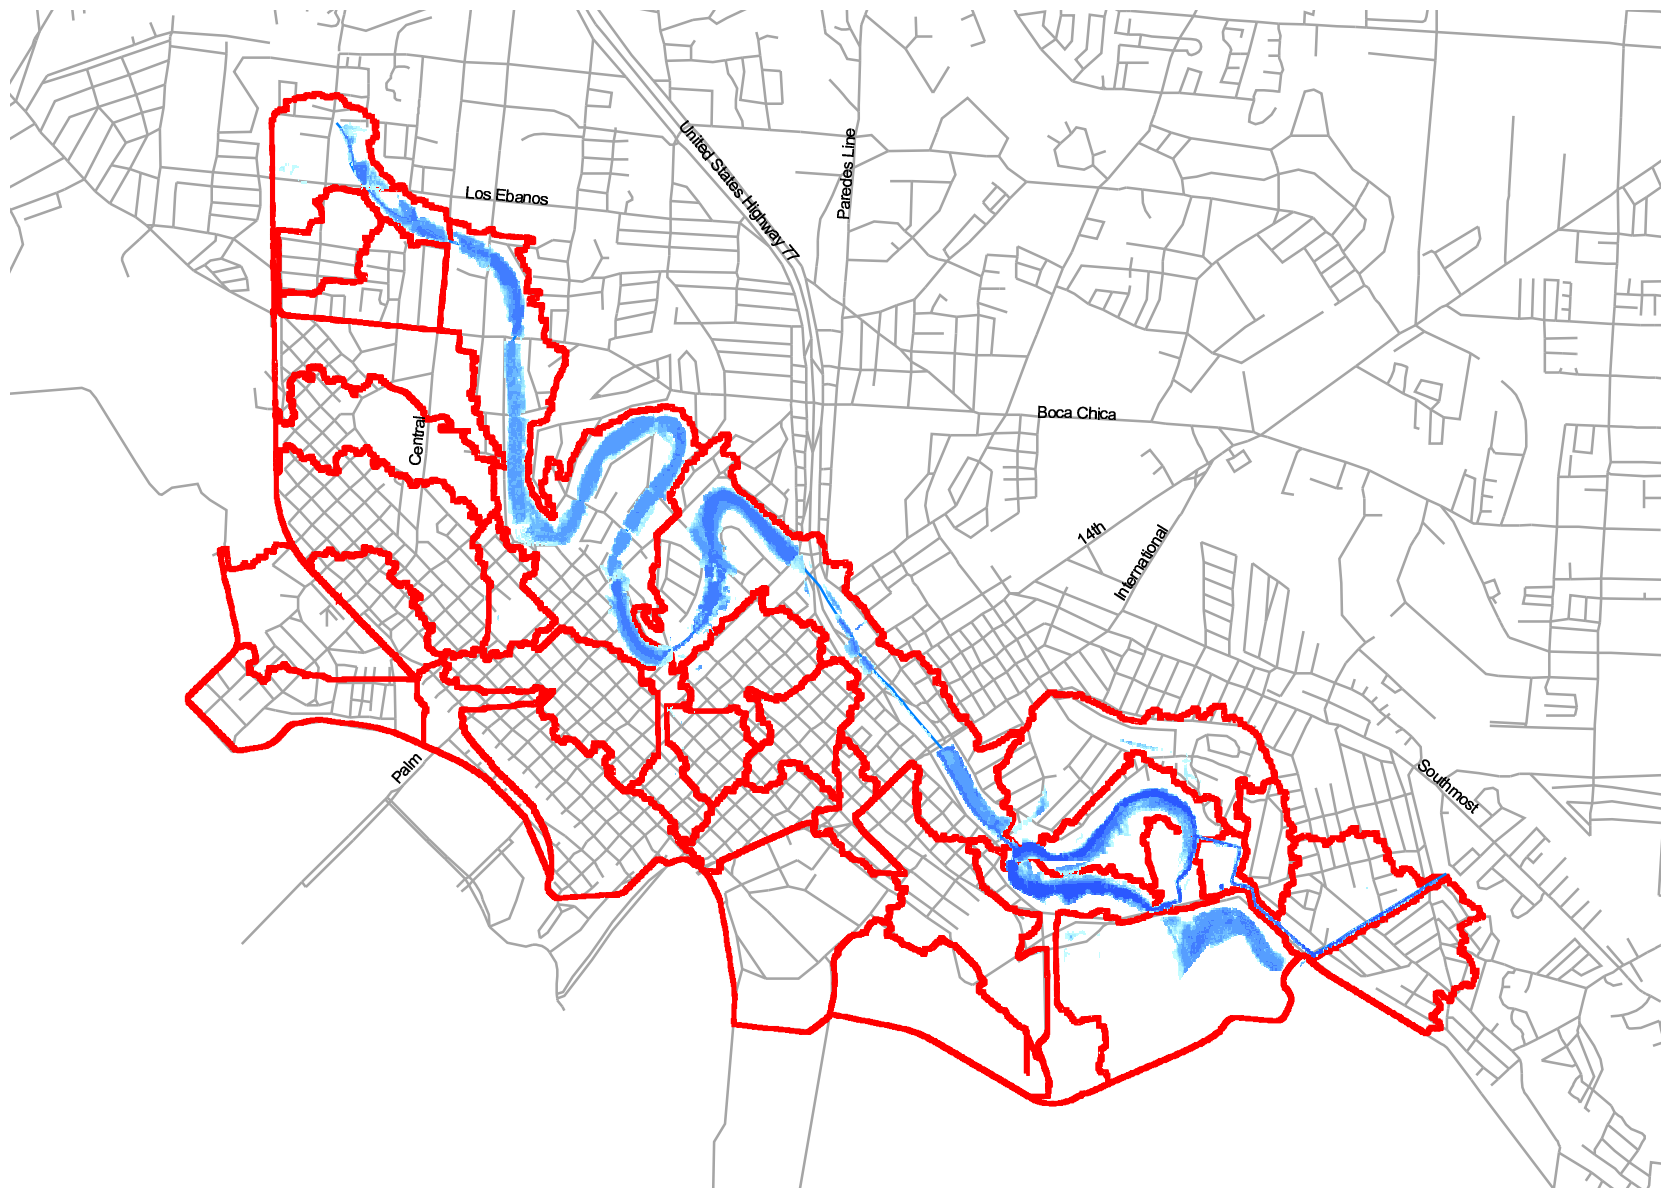 United States Highway 77
Paredes Line
Los Ebanos
Boca Chica
Central
14th
International
Palm
Southmost